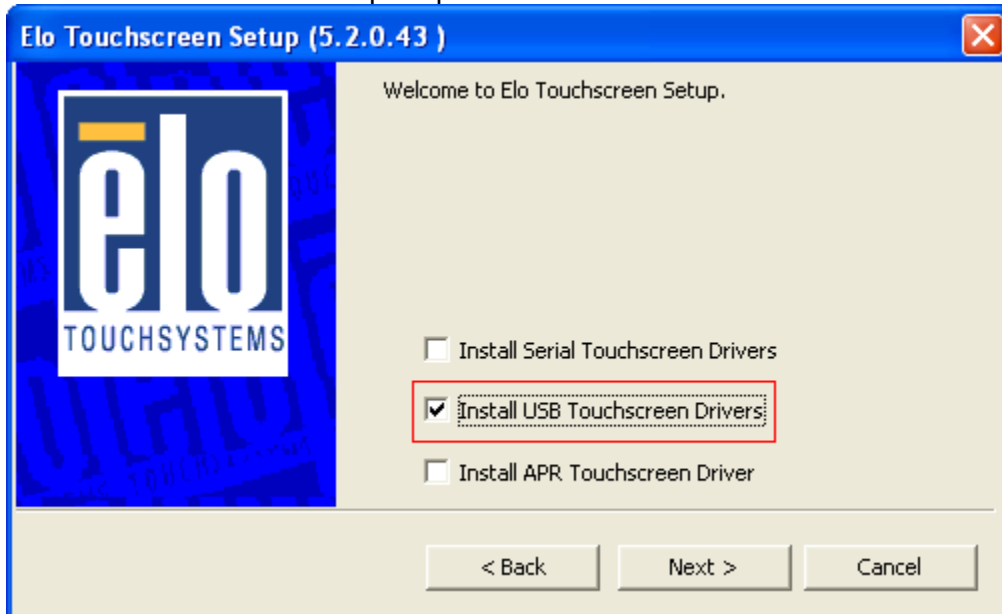 Elo Touchscreen Setup (5.2.0.43 )
Welcome to Elo Touchscreen Setup.
elo
TOUCHSYSTEMS
Install Serial Touchscreen Drivers
Install USB Touchscreen Drivers
Install APR Touchscreen Driver
< Back
Next >
Cancel